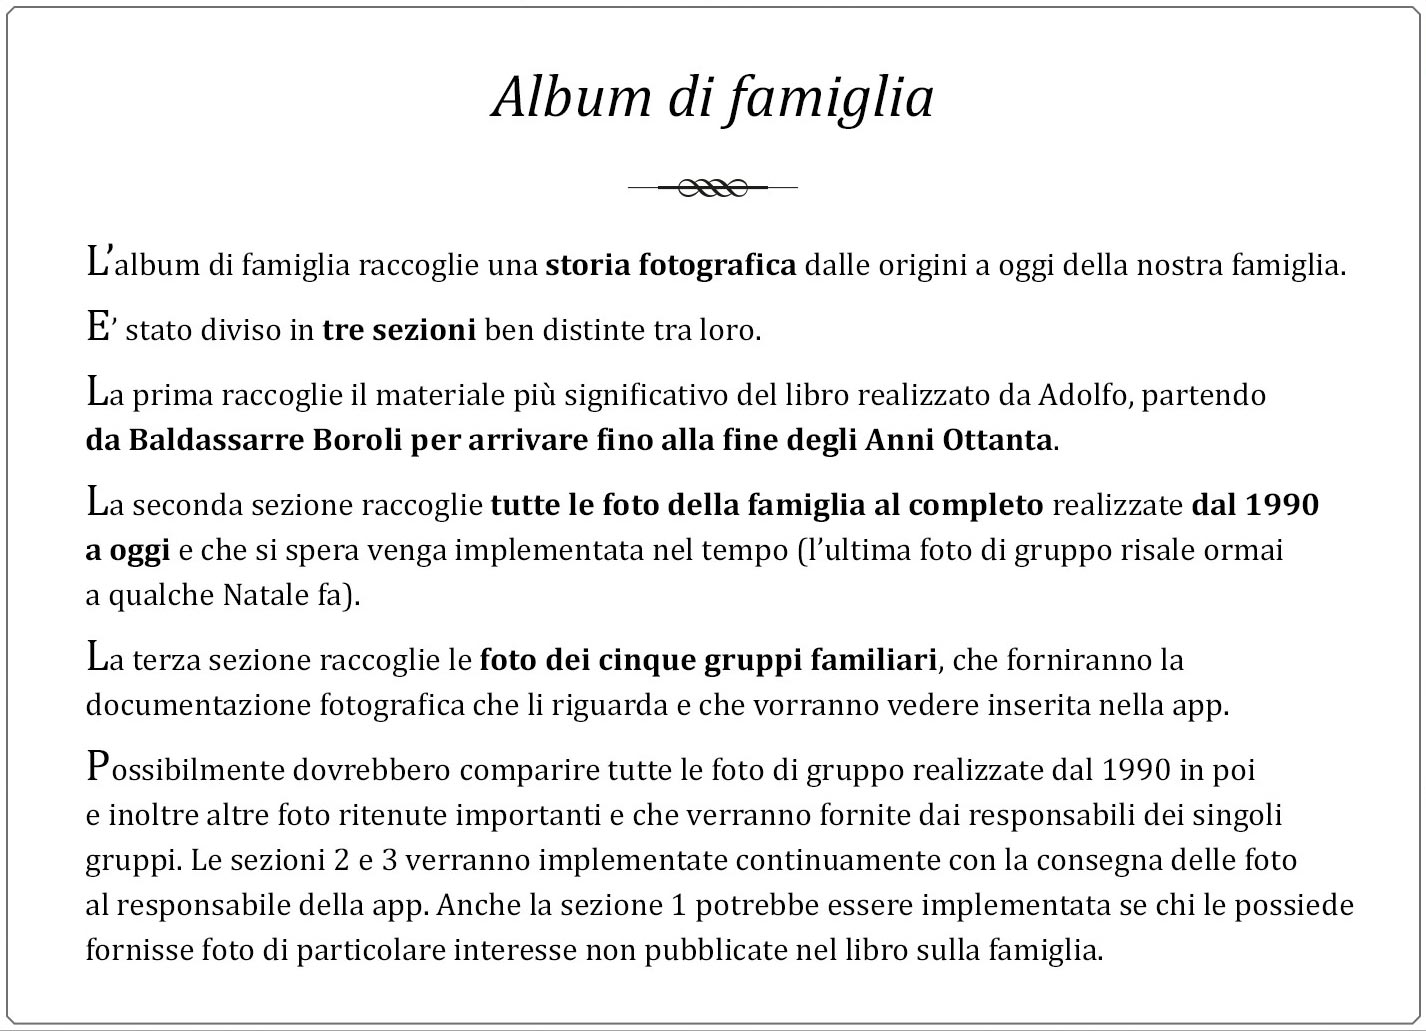 Album di famiglia
L’album di famiglia raccoglie una storia fotografica dalle origini a oggi della nostra famiglia.
E’ stato diviso in tre sezioni ben distinte tra loro.
La prima raccoglie il materiale più significativo del libro realizzato da Adolfo, partendo
da Baldassarre Boroli per arrivare fino alla fine degli Anni Ottanta.
La seconda sezione raccoglie tutte le foto della famiglia al completo realizzate dal 1990
a oggi e che si spera venga implementata nel tempo (l’ultima foto di gruppo risale ormai
a qualche Natale fa).
La terza sezione raccoglie le foto dei cinque gruppi familiari, che forniranno la
documentazione fotografica che li riguarda e che vorranno vedere inserita nella app.
Possibilmente dovrebbero comparire tutte le foto di gruppo realizzate dal 1990 in poi
e inoltre altre foto ritenute importanti e che verranno fornite dai responsabili dei singoli
gruppi. Le sezioni 2 e 3 verranno implementate continuamente con la consegna delle foto
al responsabile della app. Anche la sezione 1 potrebbe essere implementata se chi le possiede
fornisse foto di particolare interesse non pubblicate nel libro sulla famiglia.